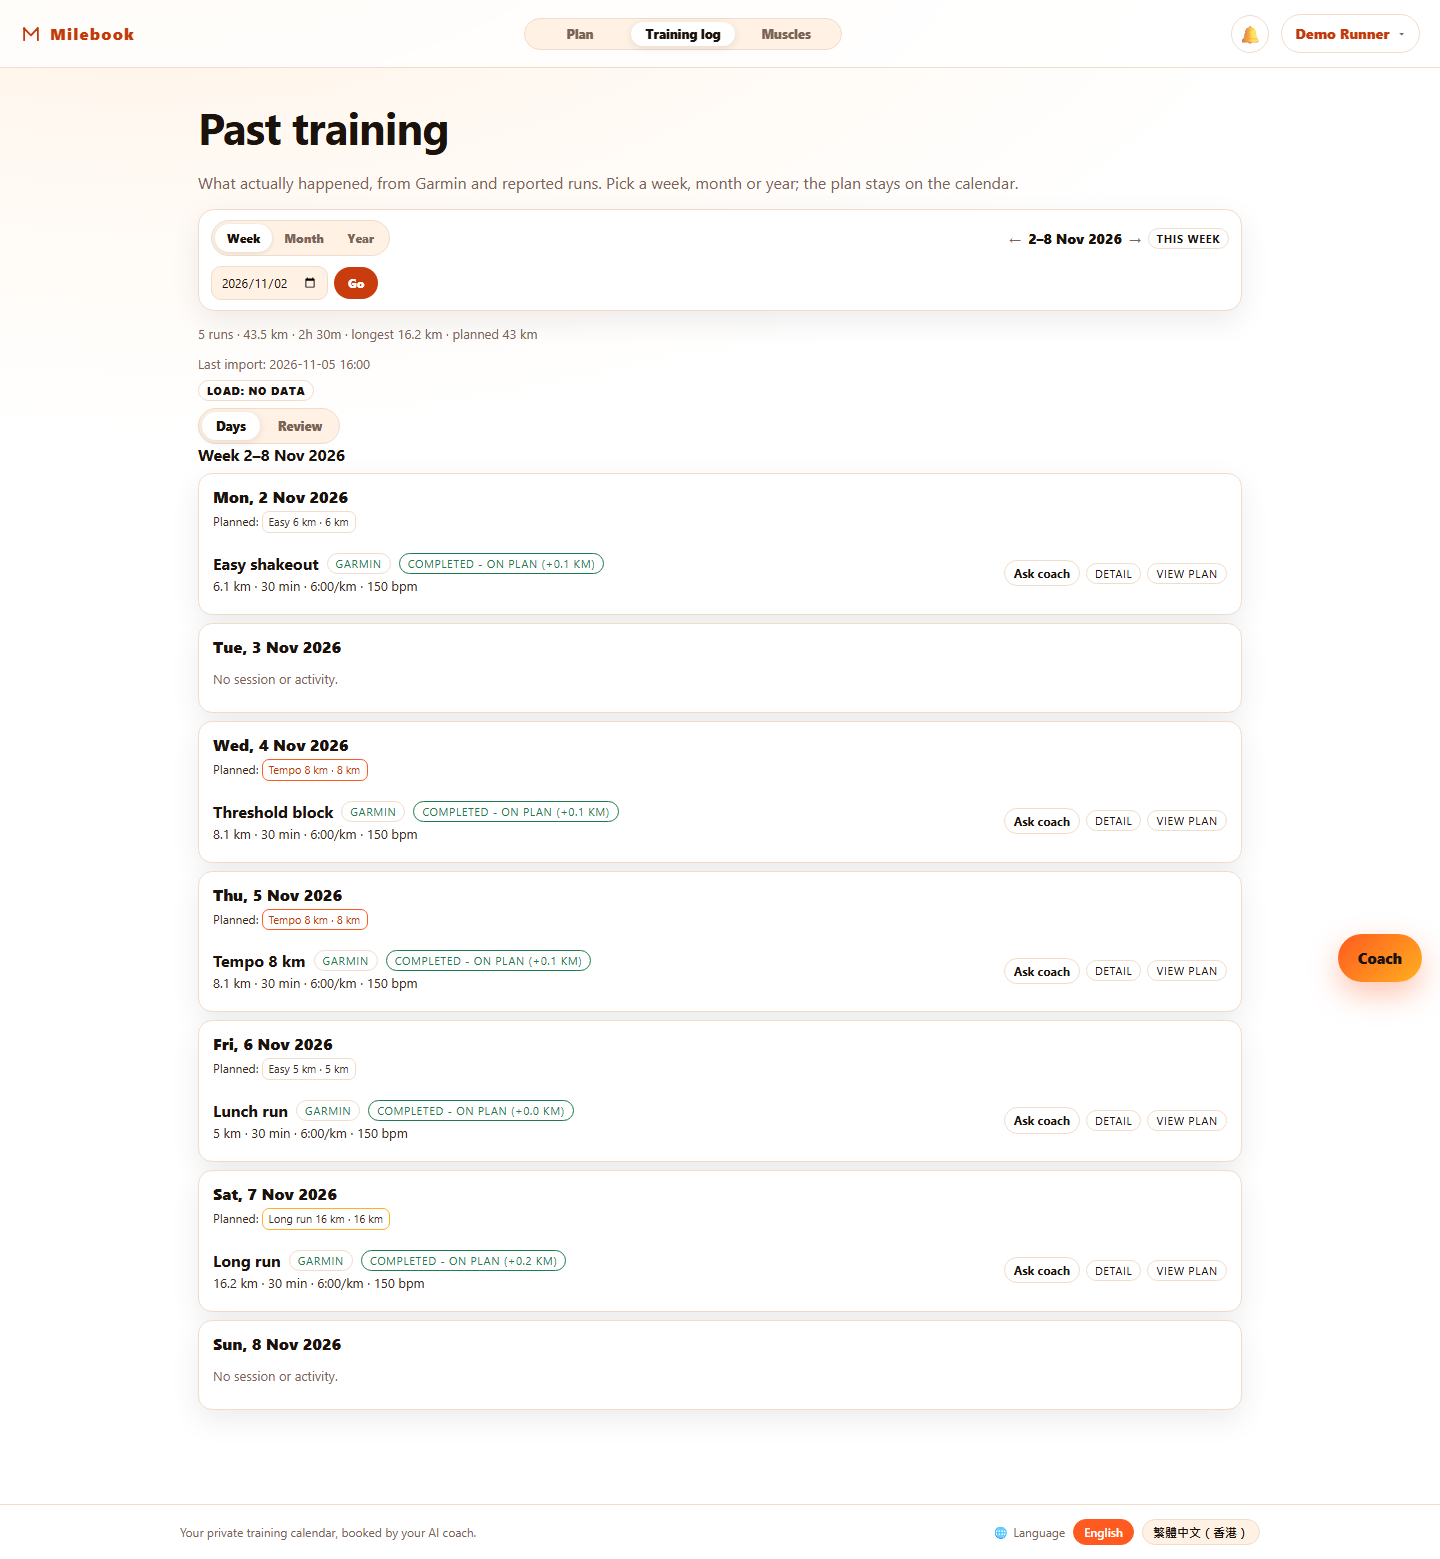 Milebook
Plan Training log Muscles
Demo Runner
Past training
What actually happened, from Garmin and reported runs. Pick a week, month or year; the plan stays on the calendar.
Week Month Year
← 2–8 Nov 2026 → THIS WEEK
2026/11/02 Go
5 runs · 43.5 km · 2h 30m · longest 16.2 km · planned 43 km
Last import: 2026-11-05 16:00
LOAD: NO DATA
Days Review
Week 2–8 Nov 2026
Mon, 2 Nov 2026
Planned: Easy 6 km · 6 km
Easy shakeout GARMIN COMPLETED - ON PLAN (+0.1 KM)
6.1 km · 30 min · 6:00/km · 150 bpm
Ask coach DETAIL VIEW PLAN
Tue, 3 Nov 2026
No session or activity.
Wed, 4 Nov 2026
Planned: Tempo 8 km · 8 km
Threshold block GARMIN COMPLETED - ON PLAN (+0.1 KM)
8.1 km · 30 min · 6:00/km · 150 bpm
Ask coach DETAIL VIEW PLAN
Thu, 5 Nov 2026
Planned: Tempo 8 km · 8 km
Tempo 8 km GARMIN COMPLETED - ON PLAN (+0.1 KM)
8.1 km · 30 min · 6:00/km · 150 bpm
Ask coach DETAIL VIEW PLAN
Coach
Fri, 6 Nov 2026
Planned: Easy 5 km · 5 km
Lunch run GARMIN COMPLETED - ON PLAN (+0.0 KM)
5 km · 30 min · 6:00/km · 150 bpm
Ask coach DETAIL VIEW PLAN
Sat, 7 Nov 2026
Planned: Long run 16 km · 16 km
Long run GARMIN COMPLETED - ON PLAN (+0.2 KM)
16.2 km · 30 min · 6:00/km · 150 bpm
Ask coach DETAIL VIEW PLAN
Sun, 8 Nov 2026
No session or activity.
Your private training calendar, booked by your AI coach.
Language English 繁體中文（香港）